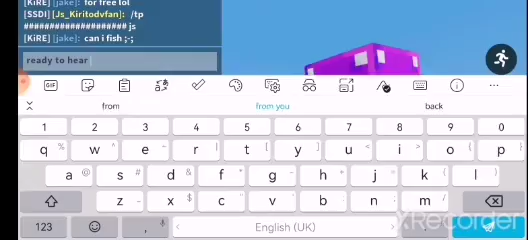 [KiRE] [jake]: for free lol
[SSDI] [Js_Kiritodvfan]: /tp
#################### js
[KiRE] [jake]: can i fish ;-;
ready to hear
GIF
from from you back
1 2 3 4 5 6 7 8 9 0
q % w ^ e ~ r | t [ y ] u < i > o { p }
a @ s # d & f * g - h + j = k ( l )
z _ x $ c " v ' b : n ; m /
123 , English (UK) .
XRecorder